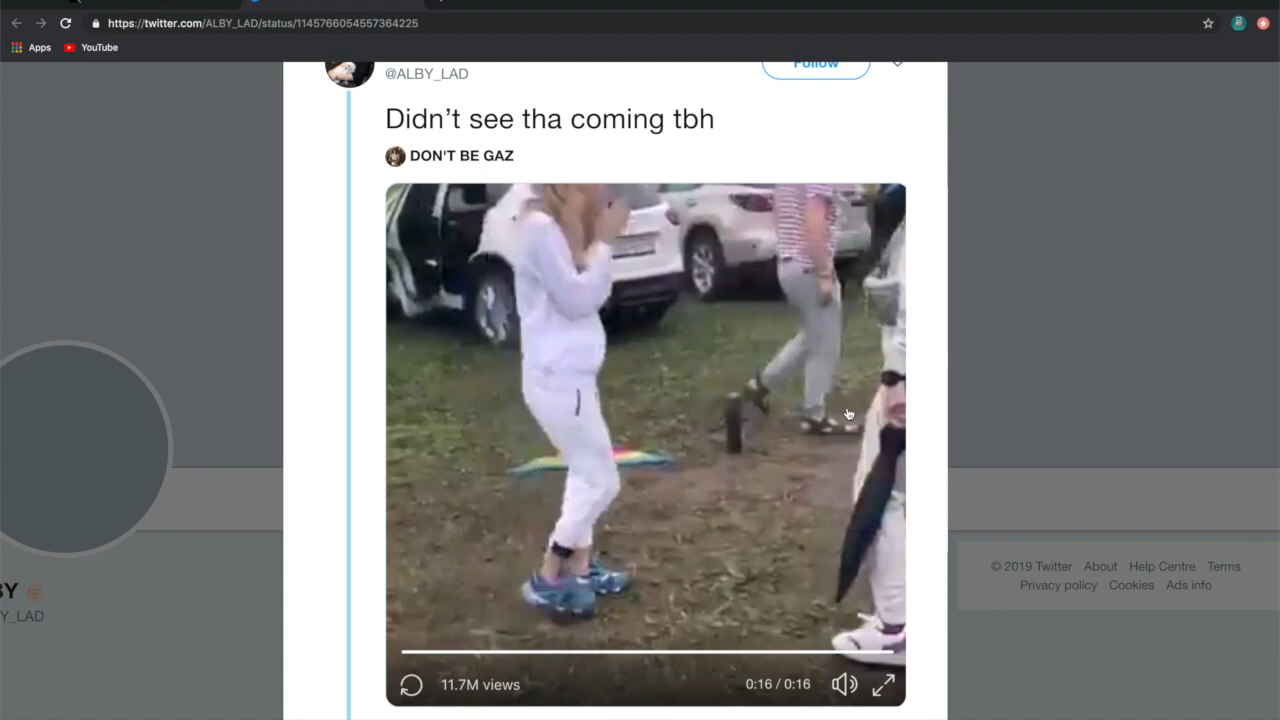 https://twitter.com/ALBY_LAD/status/1145766054557364225
Apps YouTube
@ALBY_LAD
Follow
Didn’t see tha coming tbh
DON'T BE GAZ
11.7M views
0:16 / 0:16
BY
Y_LAD
© 2019 Twitter About Help Centre Terms
Privacy policy Cookies Ads info